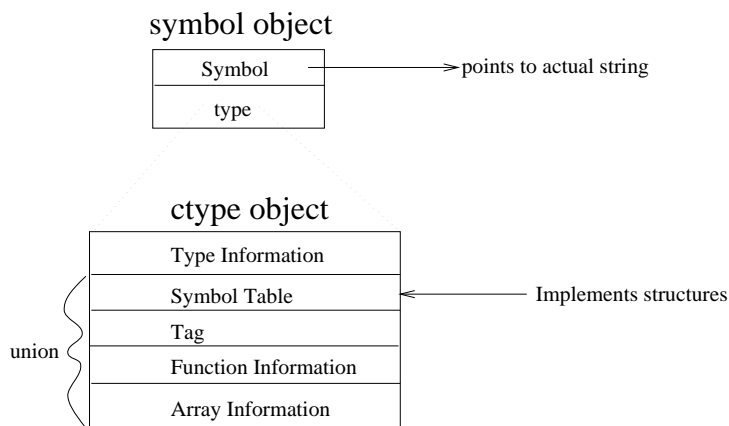 symbol object
Symbol
points to actual string
type
ctype object
Type Information
Symbol Table
Implements structures
Tag
union
Function Information
Array Information